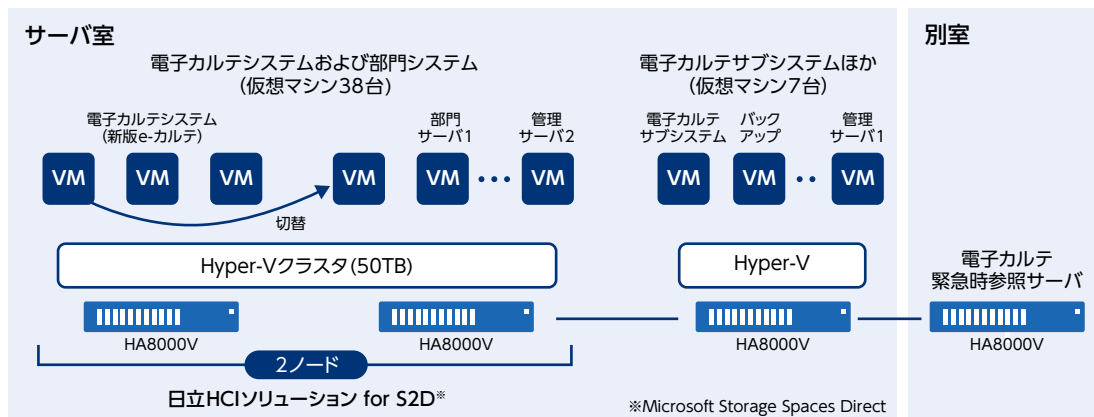 サーバ室
電子カルテシステムおよび部門システム
(仮想マシン38台)
電子カルテシステム
(新版e-カルテ)
部門
サーバ1
管理
サーバ2
VM
VM
VM
VM
VM
VM
切替
Hyper-Vクラスタ(50TB)
HA8000V
HA8000V
2ノード
日立HCIソリューション for S2D※
電子カルテサブシステムほか
(仮想マシン7台)
電子カルテ
サブシステム
バック
アップ
管理
サーバ1
VM
VM
VM
Hyper-V
HA8000V
※Microsoft Storage Spaces Direct
別室
電子カルテ
緊急時参照サーバ
HA8000V